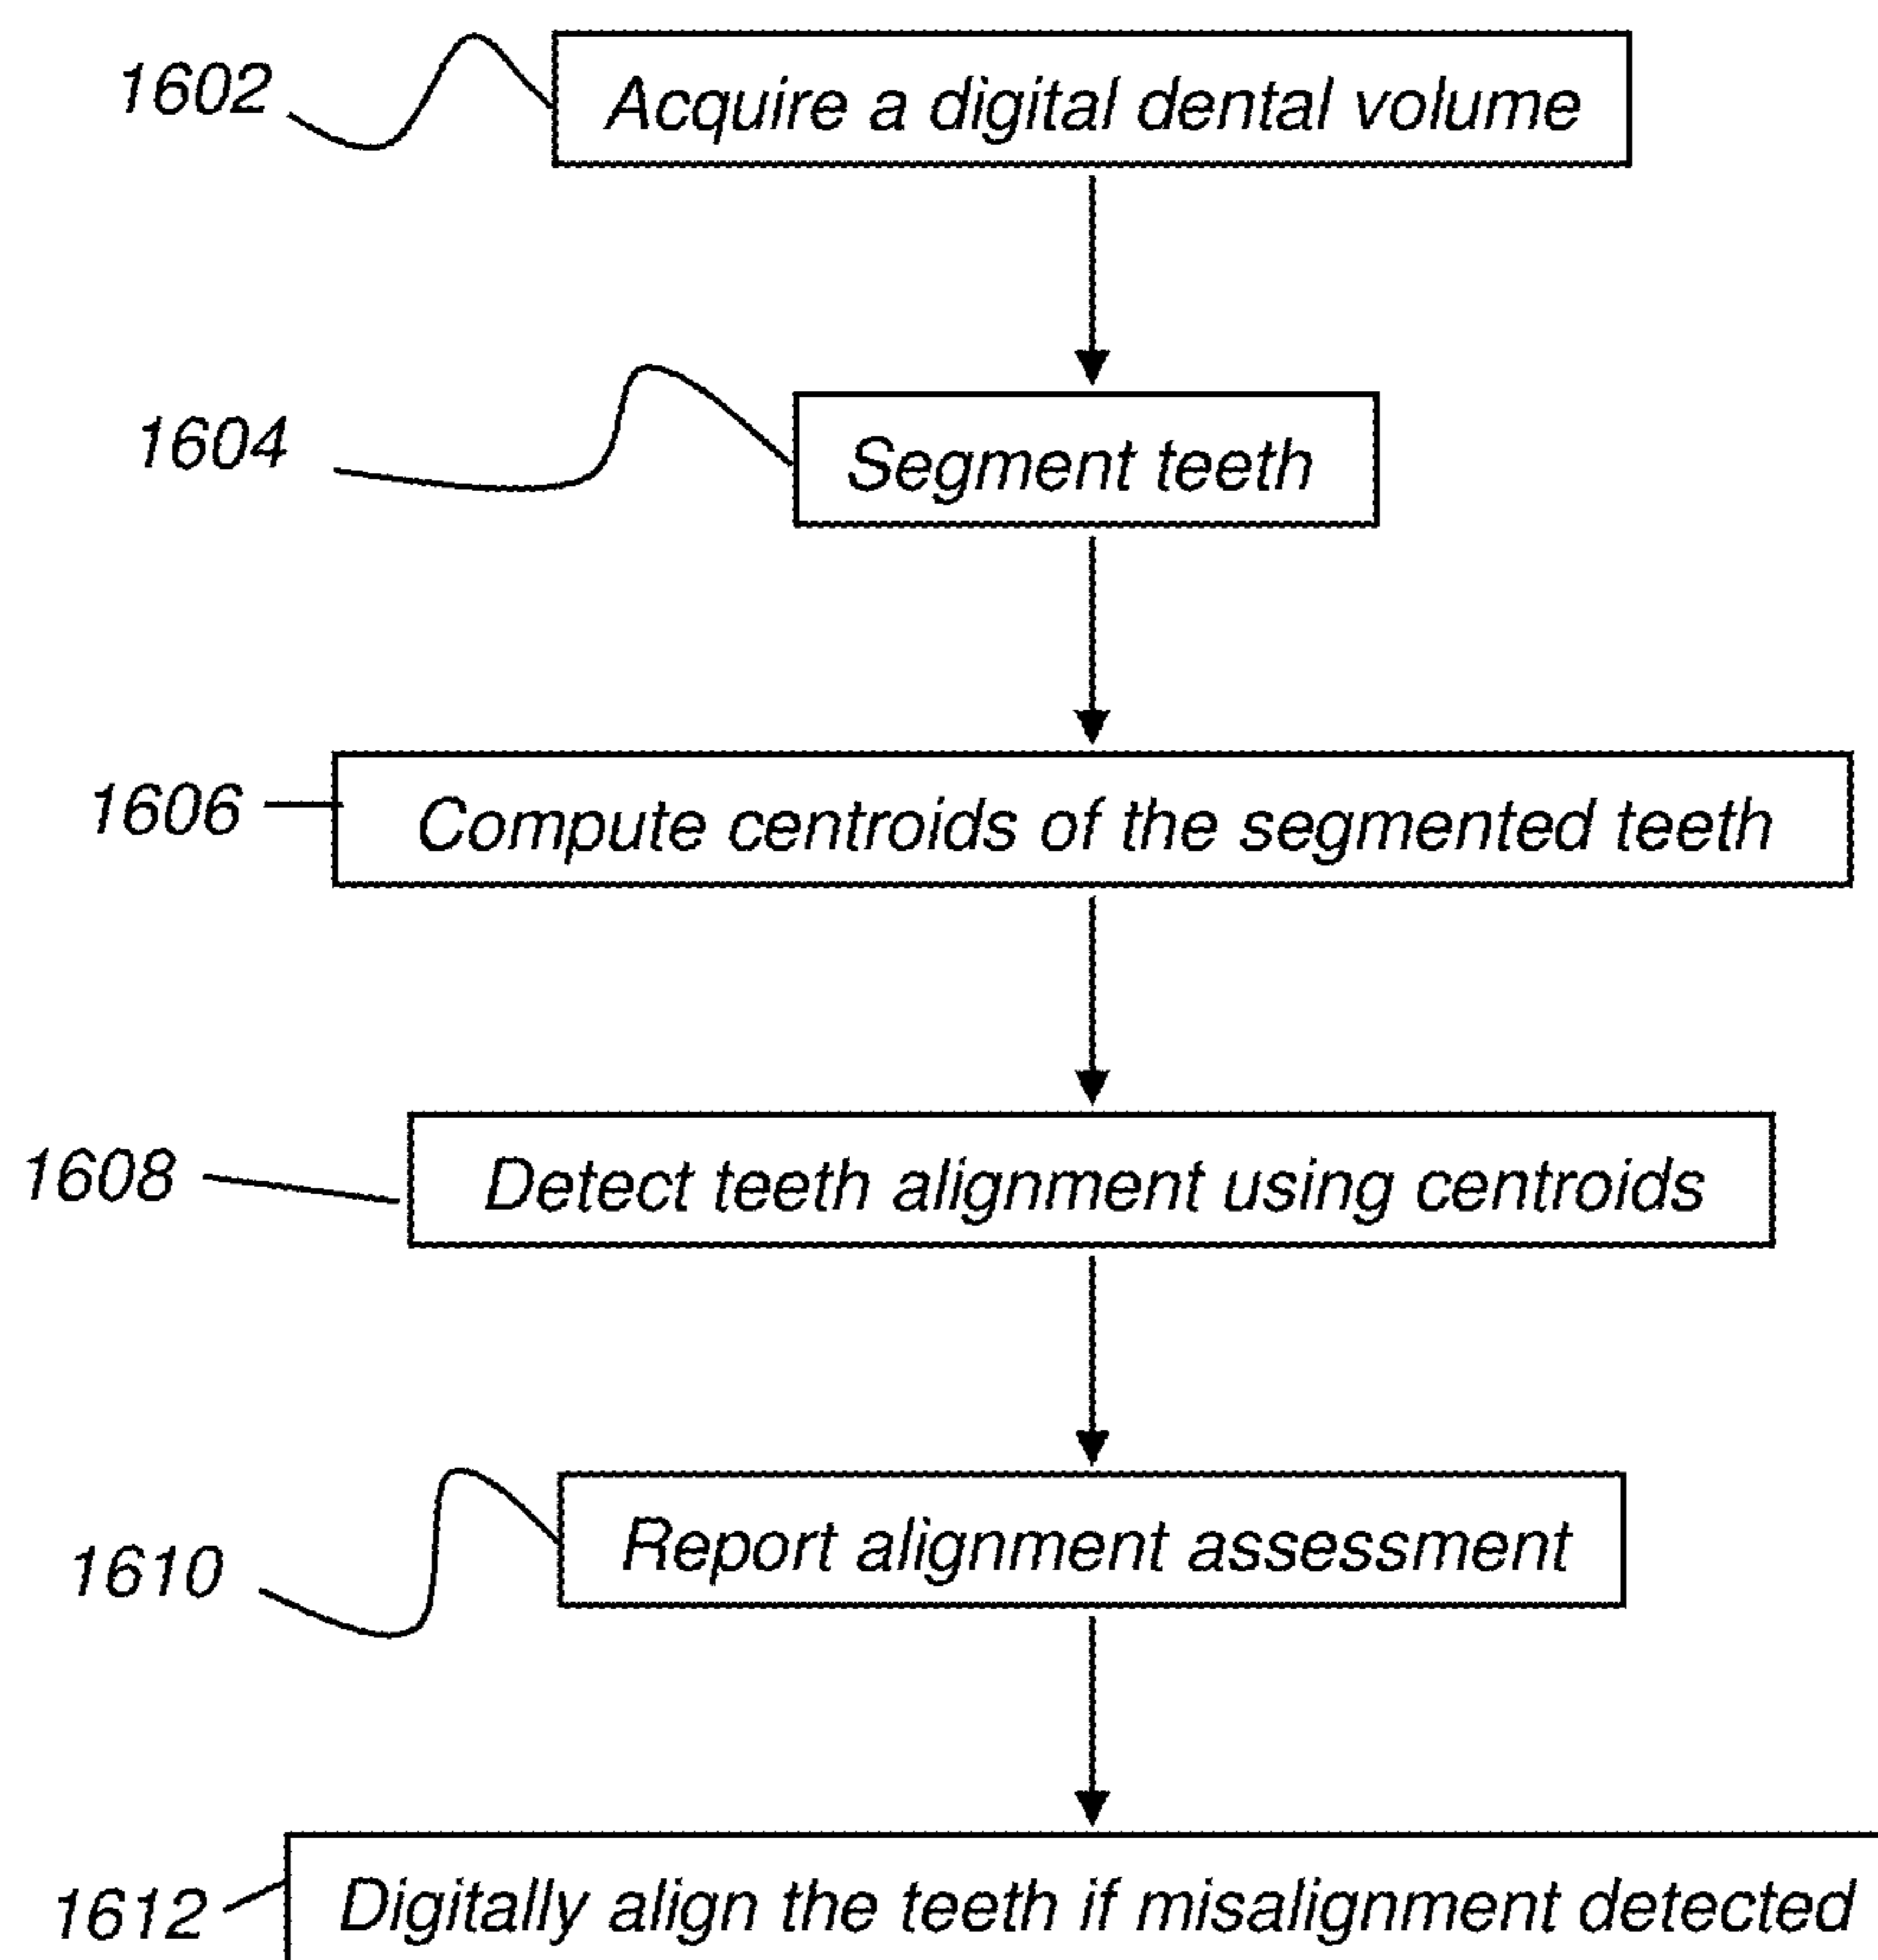 1602 Acquire a digital dental volume
1604 Segment teeth
1606 Compute centroids of the segmented teeth
1608 Detect teeth alignment using centroids
1610 Report alignment assessment
1612 Digitally align the teeth if misalignment detected